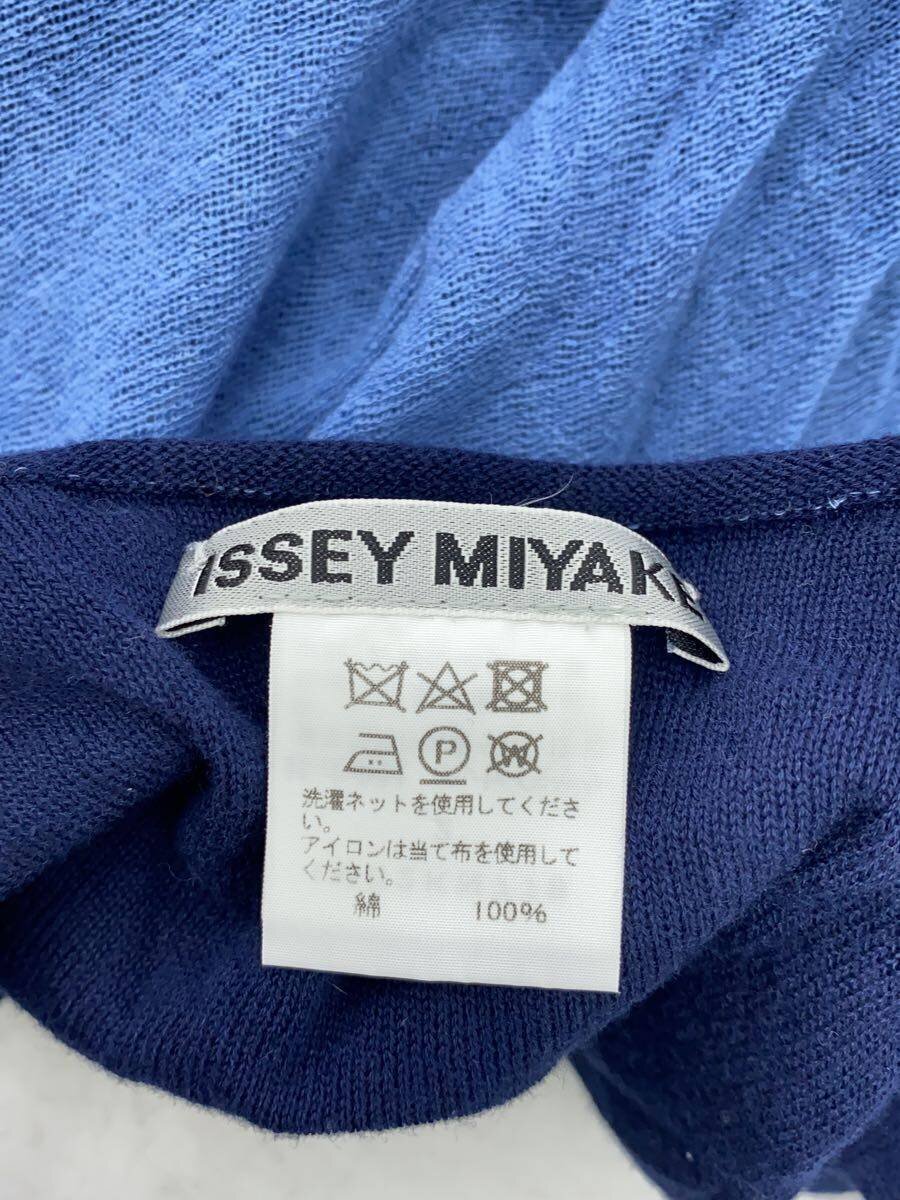 ISSEY MIYAKE
P W
洗濯ネットを使用してくださ
い。
アイロンは当て布を使用して
ください。
綿 100%